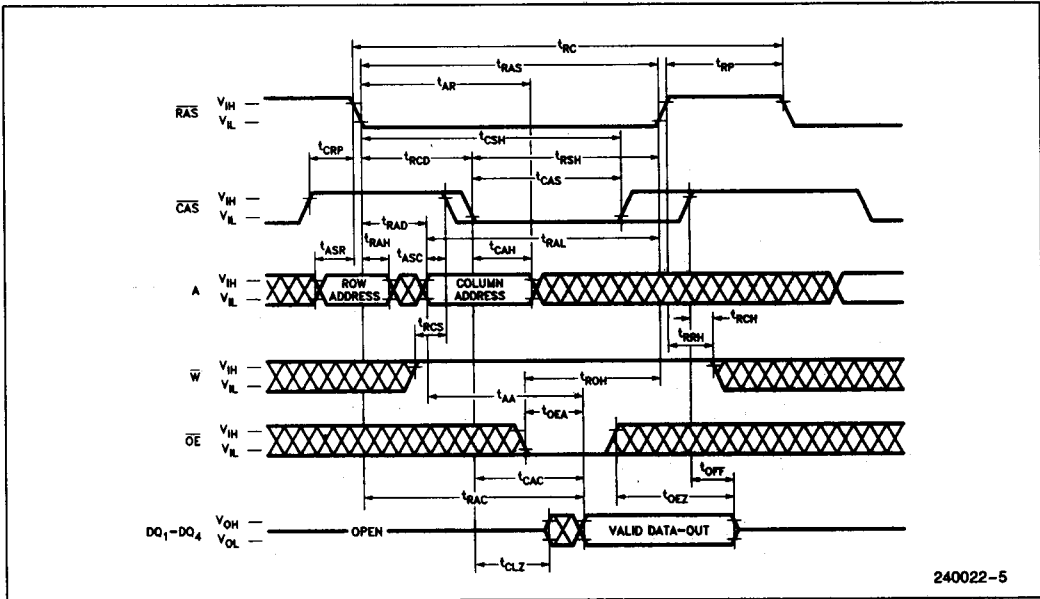 tRC
tRAS
tRP
tAR
RAS
VIH
VIL
tCSH
tCRP
tRCD
tRSH
tCAS
CAS
VIH
VIL
tRAD
tRAL
tASR
tRAH
tASC
tCAH
A
VIH
VIL
ROW
ADDRESS
COLUMN
ADDRESS
tRCS
tRCH
tRRH
W
VIH
VIL
tROH
tAA
tOEA
OE
VIH
VIL
tCAC
tOFF
tRAC
tOEZ
DQ1-DQ4
VOH
VOL
OPEN
VALID DATA-OUT
tCLZ
240022-5